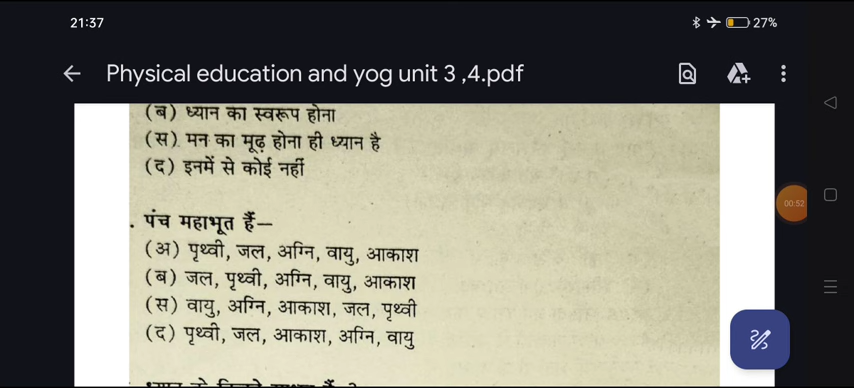 21:37
27%
Physical education and yog unit 3 ,4.pdf
(ब) ध्यान का स्वरूप होना
(स) मन का मूढ़ होना ही ध्यान है
(द) इनमें से कोई नहीं
. पंच महाभूत हैं—
(अ) पृथ्वी, जल, अग्नि, वायु, आकाश
(ब) जल, पृथ्वी, अग्नि, वायु, आकाश
(स) वायु, अग्नि, आकाश, जल, पृथ्वी
(द) पृथ्वी, जल, आकाश, अग्नि, वायु
00:52